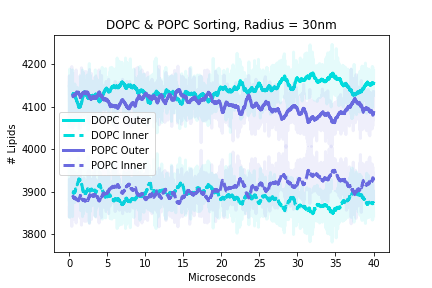 DOPC & POPC Sorting, Radius = 30nm
# Lipids
4200
4100
4000
3900
3800
DOPC Outer
DOPC Inner
POPC Outer
POPC Inner
0 5 10 15 20 25 30 35 40
Microseconds